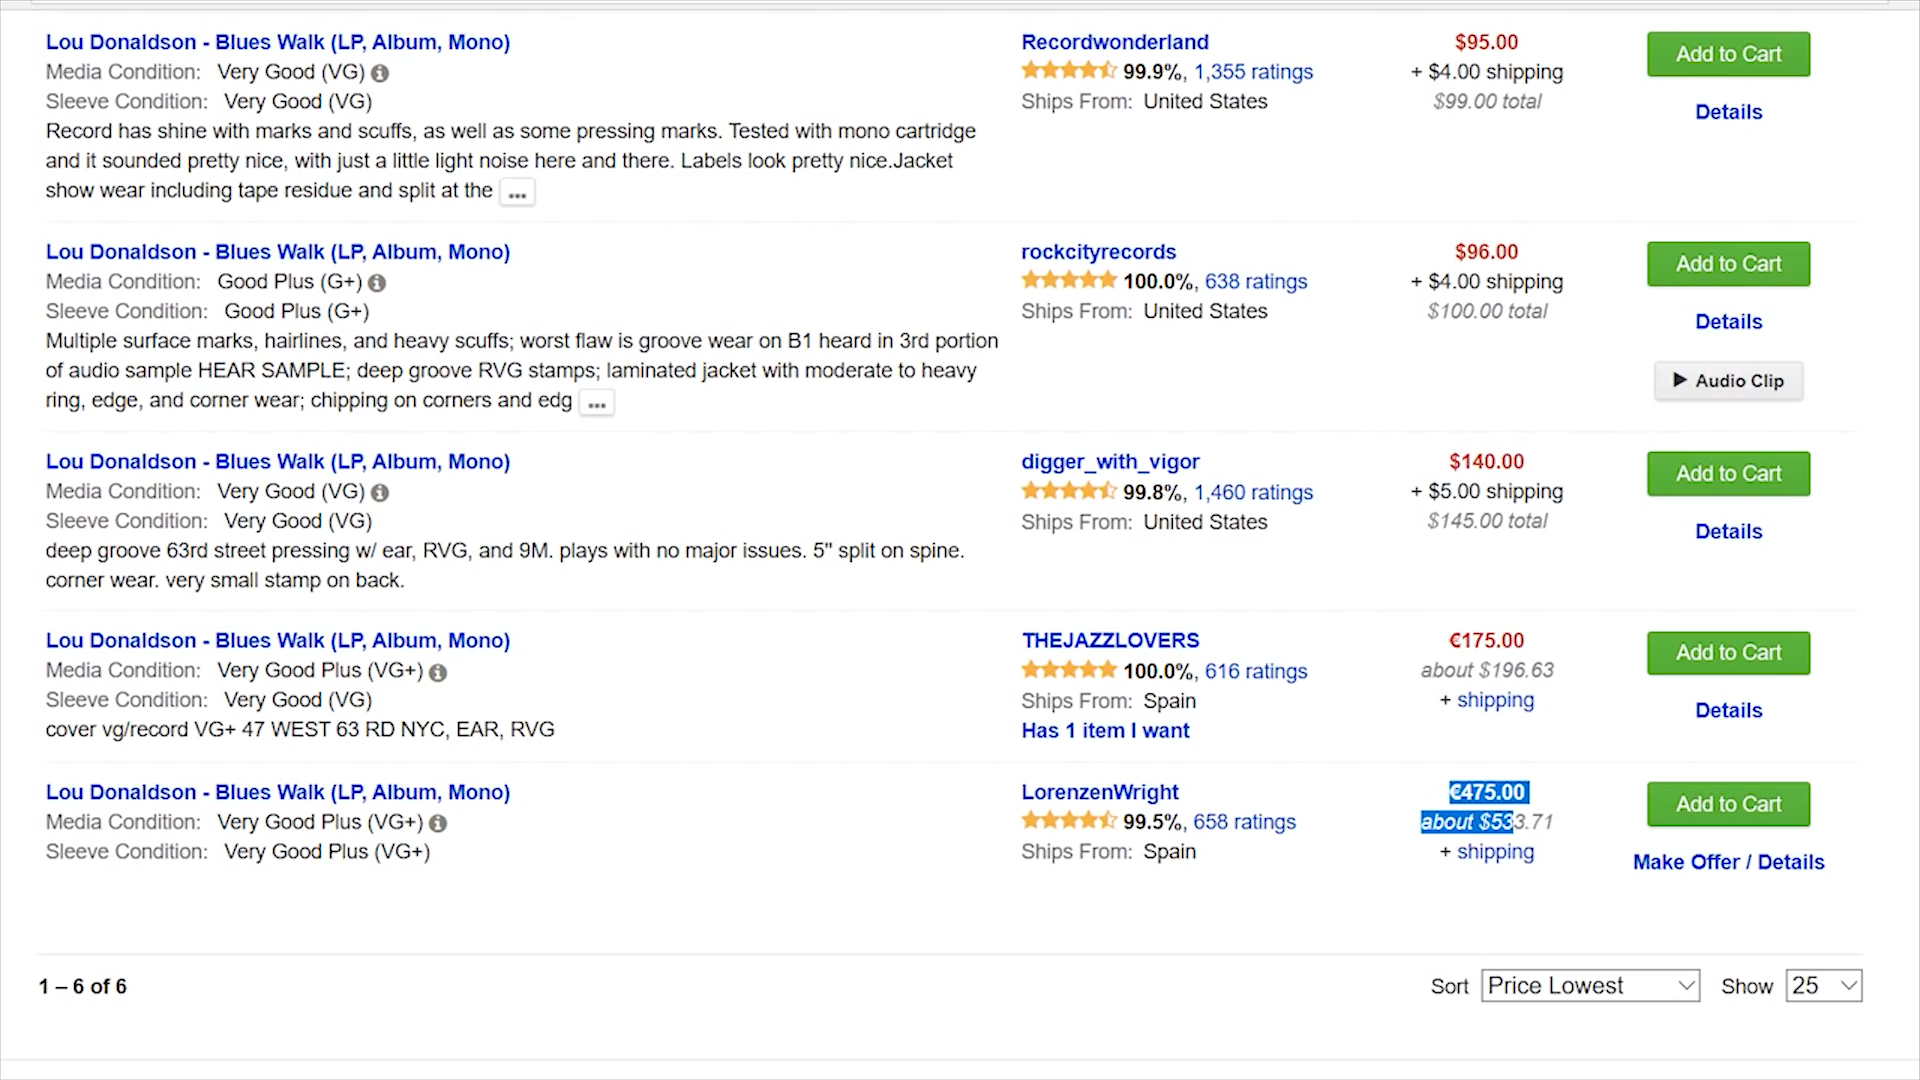 Lou Donaldson - Blues Walk (LP, Album, Mono)
Media Condition: Very Good (VG)
Sleeve Condition: Very Good (VG)
Record has shine with marks and scuffs, as well as some pressing marks. Tested with mono cartridge
and it sounded pretty nice, with just a little light noise here and there. Labels look pretty nice.Jacket
show wear including tape residue and split at the ...
Recordwonderland
99.9%, 1,355 ratings
Ships From: United States
$95.00
+ $4.00 shipping
$99.00 total
Add to Cart
Details
Lou Donaldson - Blues Walk (LP, Album, Mono)
Media Condition: Good Plus (G+)
Sleeve Condition: Good Plus (G+)
Multiple surface marks, hairlines, and heavy scuffs; worst flaw is groove wear on B1 heard in 3rd portion
of audio sample HEAR SAMPLE; deep groove RVG stamps; laminated jacket with moderate to heavy
ring, edge, and corner wear; chipping on corners and edg ...
rockcityrecords
100.0%, 638 ratings
Ships From: United States
$96.00
+ $4.00 shipping
$100.00 total
Add to Cart
Details
Audio Clip
Lou Donaldson - Blues Walk (LP, Album, Mono)
Media Condition: Very Good (VG)
Sleeve Condition: Very Good (VG)
deep groove 63rd street pressing w/ ear, RVG, and 9M. plays with no major issues. 5" split on spine.
corner wear. very small stamp on back.
digger_with_vigor
99.8%, 1,460 ratings
Ships From: United States
$140.00
+ $5.00 shipping
$145.00 total
Add to Cart
Details
Lou Donaldson - Blues Walk (LP, Album, Mono)
Media Condition: Very Good Plus (VG+)
Sleeve Condition: Very Good (VG)
cover vg/record VG+ 47 WEST 63 RD NYC, EAR, RVG
THEJAZZLOVERS
100.0%, 616 ratings
Ships From: Spain
Has 1 item I want
€175.00
about $196.63
+ shipping
Add to Cart
Details
Lou Donaldson - Blues Walk (LP, Album, Mono)
Media Condition: Very Good Plus (VG+)
Sleeve Condition: Very Good Plus (VG+)
LorenzenWright
99.5%, 658 ratings
Ships From: Spain
€475.00
about $533.71
+ shipping
Add to Cart
Make Offer / Details
1 – 6 of 6
Sort Price Lowest
Show 25